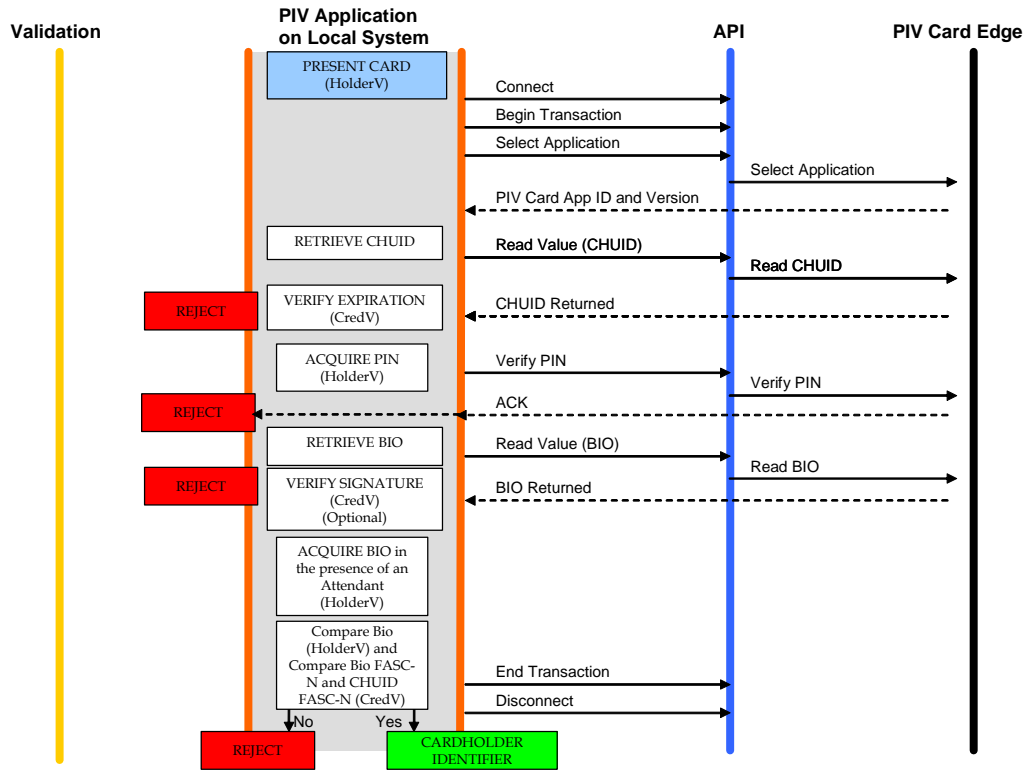 Validation
PIV Application
on Local System
API
PIV Card Edge
PRESENT CARD
(HolderV)
Connect
Begin Transaction
Select Application
Select Application
PIV Card App ID and Version
RETRIEVE CHUID
Read Value (CHUID)
Read CHUID
REJECT
VERIFY EXPIRATION
(CredV)
CHUID Returned
ACQUIRE PIN
(HolderV)
Verify PIN
Verify PIN
REJECT
ACK
RETRIEVE BIO
Read Value (BIO)
Read BIO
REJECT
VERIFY SIGNATURE
(CredV)
(Optional)
BIO Returned
ACQUIRE BIO in
the presence of an
Attendant
(HolderV)
Compare Bio
(HolderV) and
Compare Bio FASC-
N and CHUID
FASC-N (CredV)
End Transaction
Disconnect
No
Yes
REJECT
CARDHOLDER
IDENTIFIER